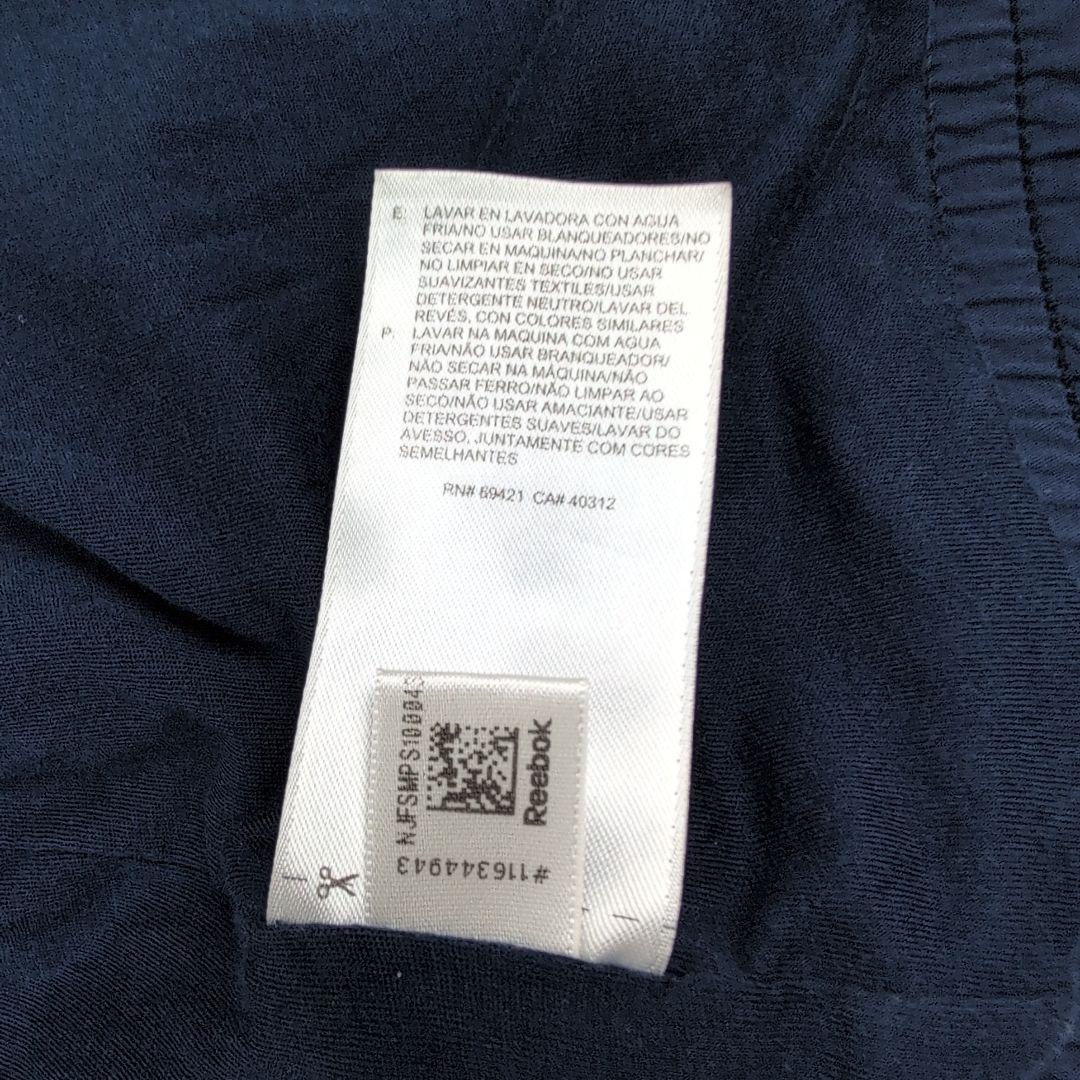 E: LAVAR EN LAVADORA CON AGUA
FRIA/NO USAR BLANQUEADORES/NO
SECAR EN MAQUINA/NO PLANCHAR/
NO LIMPIAR EN SECO/NO USAR
SUAVIZANTES TEXTILES/USAR
DETERGENTE NEUTRO/LAVAR DEL
REVÉS, CON COLORES SIMILARES
P: LAVAR NA MAQUINA COM AGUA
FRIA/NÃO USAR BRANQUEADOR/
NÃO SECAR NA MÁQUINA/NÃO
PASSAR FERRO/NÃO LIMPAR AO
SECO/NÃO USAR AMACIANTE/USAR
DETERGENTES SUAVES/LAVAR DO
AVESSO, JUNTAMENTE COM CORES
SEMELHANTES
RN# 69421 CA# 40312
Reebok
#116344943